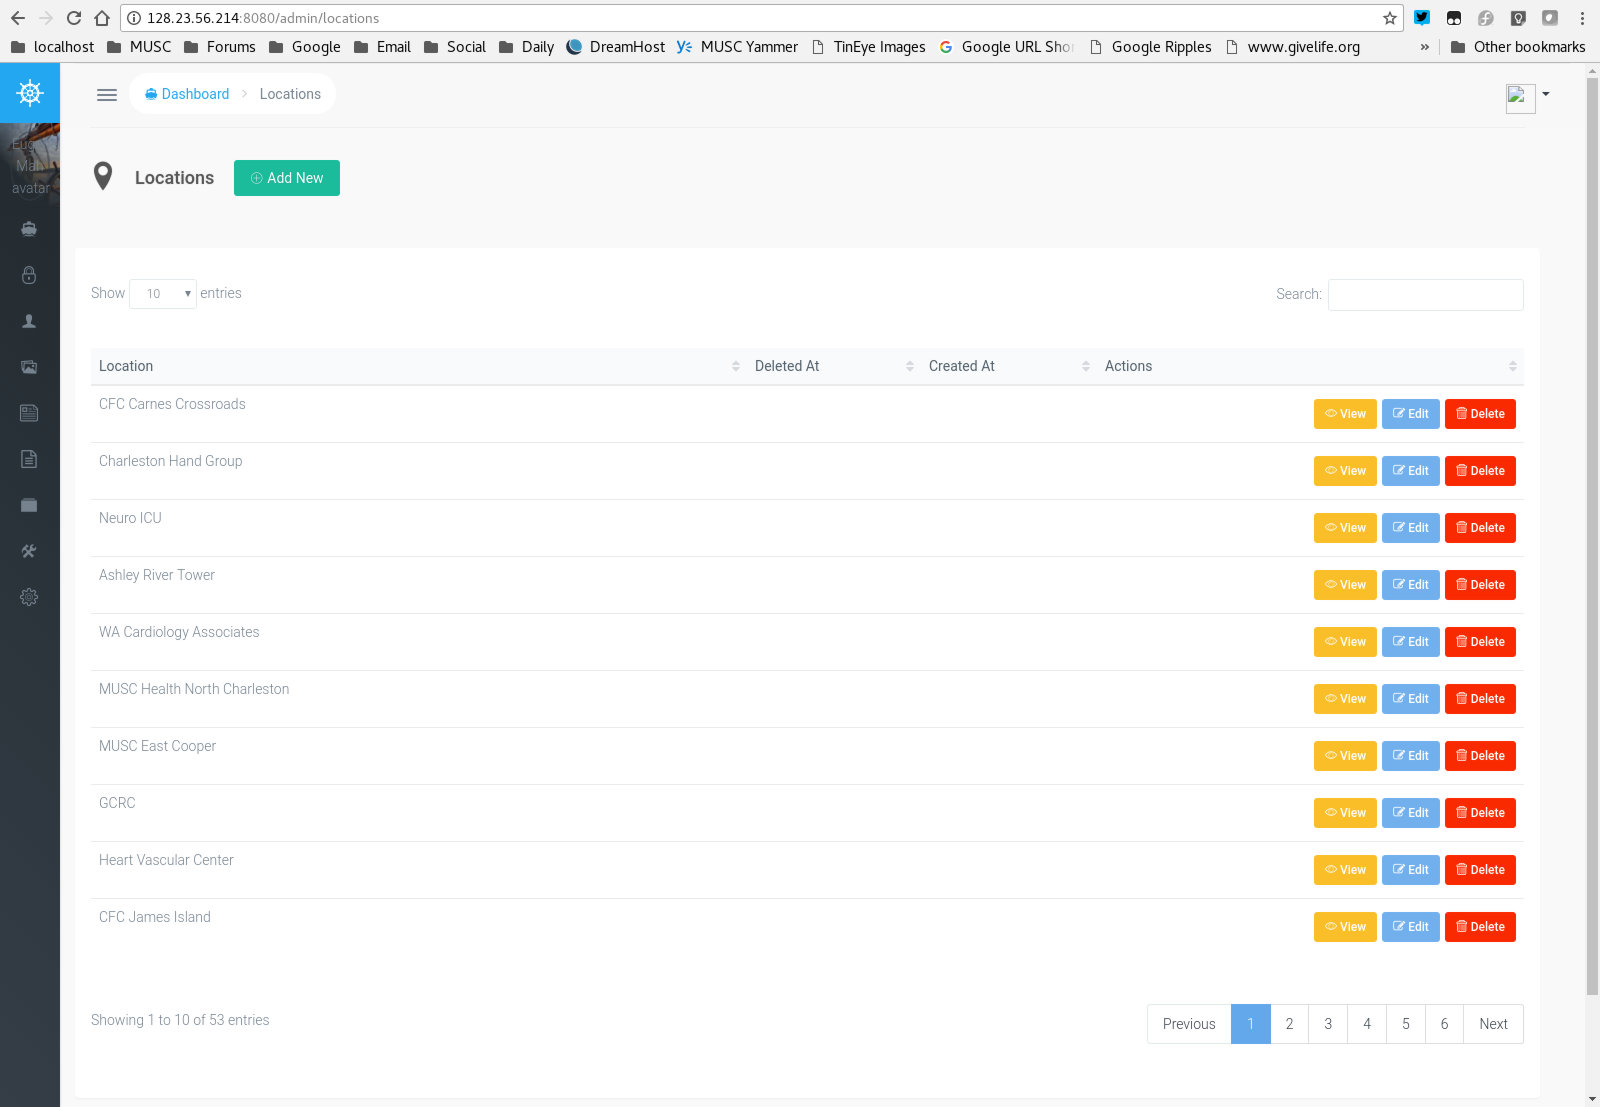 128.23.56.214:8080/admin/locations
localhost MUSC Forums Google Email Social Daily DreamHost MUSC Yammer TinEye Images Google URL Sho Google Ripples www.givelife.org » Other bookmarks
Dashboard > Locations
Mah
avatar
Locations Add New
Show 10 entries Search:
Location Deleted At Created At Actions
CFC Carnes Crossroads View Edit Delete
Charleston Hand Group View Edit Delete
Neuro ICU View Edit Delete
Ashley River Tower View Edit Delete
WA Cardiology Associates View Edit Delete
MUSC Health North Charleston View Edit Delete
MUSC East Cooper View Edit Delete
GCRC View Edit Delete
Heart Vascular Center View Edit Delete
CFC James Island View Edit Delete
Showing 1 to 10 of 53 entries Previous 1 2 3 4 5 6 Next